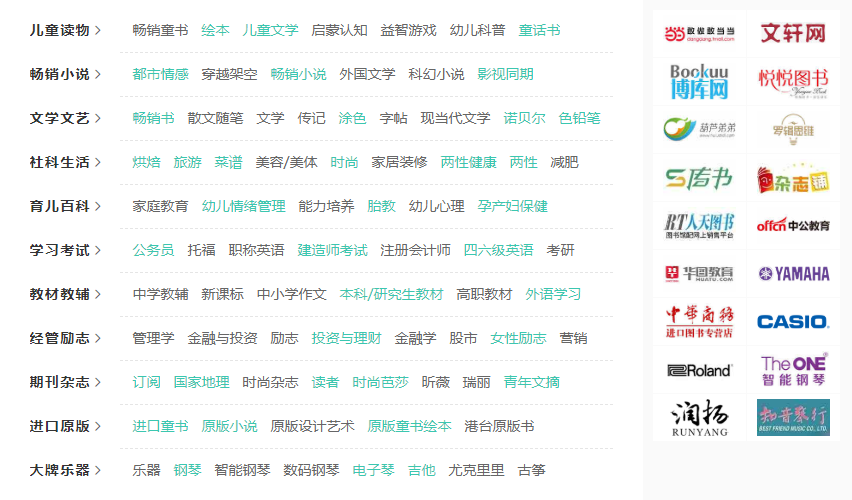 儿童读物 > 畅销童书 绘本 儿童文学 启蒙认知 益智游戏 幼儿科普 童话书
畅销小说 > 都市情感 穿越架空 畅销小说 外国文学 科幻小说 影视同期
文学文艺 > 畅销书 散文随笔 文学 传记 涂色 字帖 现当代文学 诺贝尔 色铅笔
社科生活 > 烘焙 旅游 菜谱 美容/美体 时尚 家居装修 两性健康 两性 减肥
育儿百科 > 家庭教育 幼儿情绪管理 能力培养 胎教 幼儿心理 孕产妇保健
学习考试 > 公务员 托福 职称英语 建造师考试 注册会计师 四六级英语 考研
教材教辅 > 中学教辅 新课标 中小学作文 本科/研究生教材 高职教材 外语学习
经管励志 > 管理学 金融与投资 励志 投资与理财 金融学 股市 女性励志 营销
期刊杂志 > 订阅 国家地理 时尚杂志 读者 时尚芭莎 昕薇 瑞丽 青年文摘
进口原版 > 进口童书 原版小说 原版设计艺术 原版童书绘本 港台原版书
大牌乐器 > 乐器 钢琴 智能钢琴 数码钢琴 电子琴 吉他 尤克里里 古筝
当当 敢做敢当当
dangdang.tmall.com
文轩网
Bookuu
博库网
悦悦图书
葫芦弟弟
罗辑思维
传书
杂志铺
RT人天图书
图书馆配网上销售平台
offcn中公教育
华图教育
HUATU.COM
YAMAHA
中华商务
进口图书专营店
CASIO
Roland
The ONE
智能钢琴
润扬
RUNYANG
知音琴行
BEST FRIEND MUSIC CO., LTD.